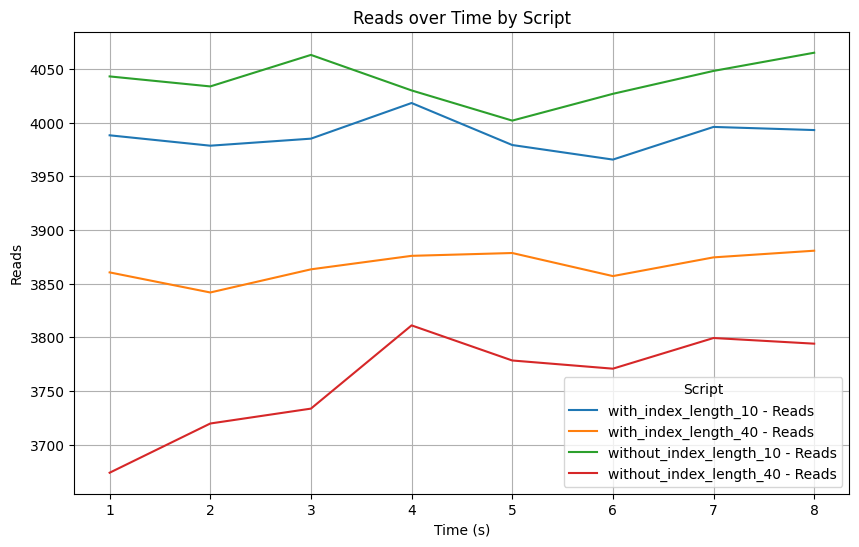 Reads over Time by Script
Reads
4050
4000
3950
3900
3850
3800
3750
3700
Script
with_index_length_10 - Reads
with_index_length_40 - Reads
without_index_length_10 - Reads
without_index_length_40 - Reads
1 2 3 4 5 6 7 8
Time (s)